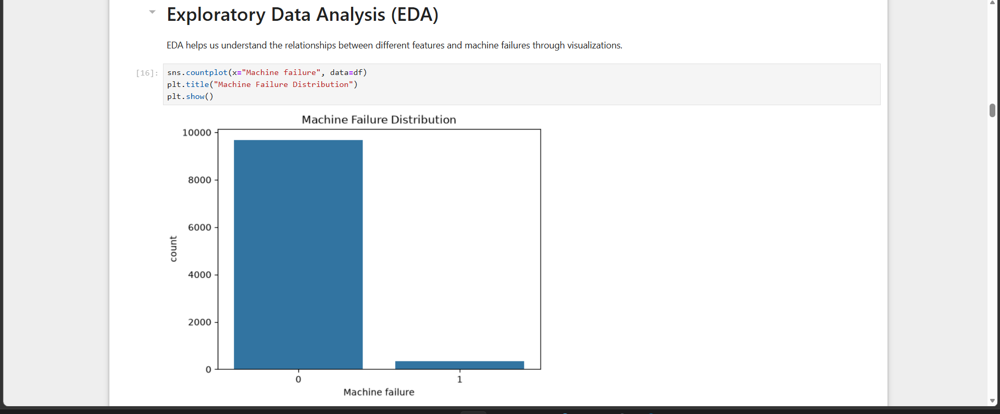 Exploratory Data Analysis (EDA)
EDA helps us understand the relationships between different features and machine failures through visualizations.
[16]:
sns.countplot(x="Machine failure", data=df)
plt.title("Machine Failure Distribution")
plt.show()
Machine Failure Distribution
10000
8000
6000
4000
2000
0
count
0
1
Machine failure